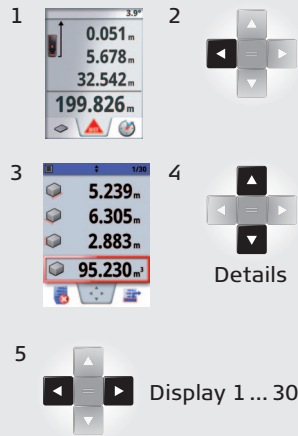 1
3.9°
0.051 m
5.678 m
32.542 m
199.826 m
2
=
3
1/30
5.239 m
6.305 m
2.883 m
95.230 m³
4
=
Details
5
=
Display 1 ... 30